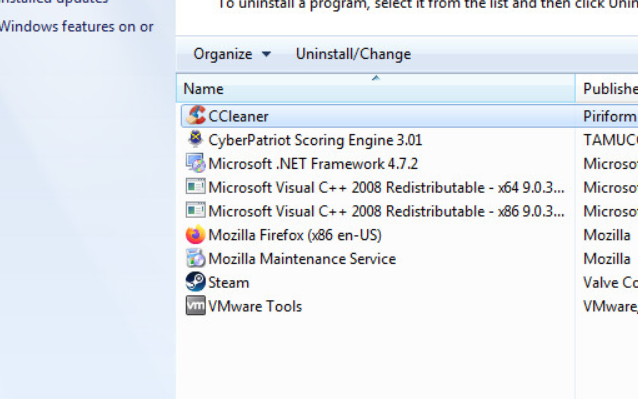 installed updates
To uninstall a program, select it from the list and then click Unin
Windows features on or
Organize Uninstall/Change
Name Publishe
CCleaner Piriform
CyberPatriot Scoring Engine 3.01 TAMUC
Microsoft .NET Framework 4.7.2 Microso
Microsoft Visual C++ 2008 Redistributable - x64 9.0.3... Microso
Microsoft Visual C++ 2008 Redistributable - x86 9.0.3... Microso
Mozilla Firefox (x86 en-US) Mozilla
Mozilla Maintenance Service Mozilla
Steam Valve Co
vm VMware Tools VMware,